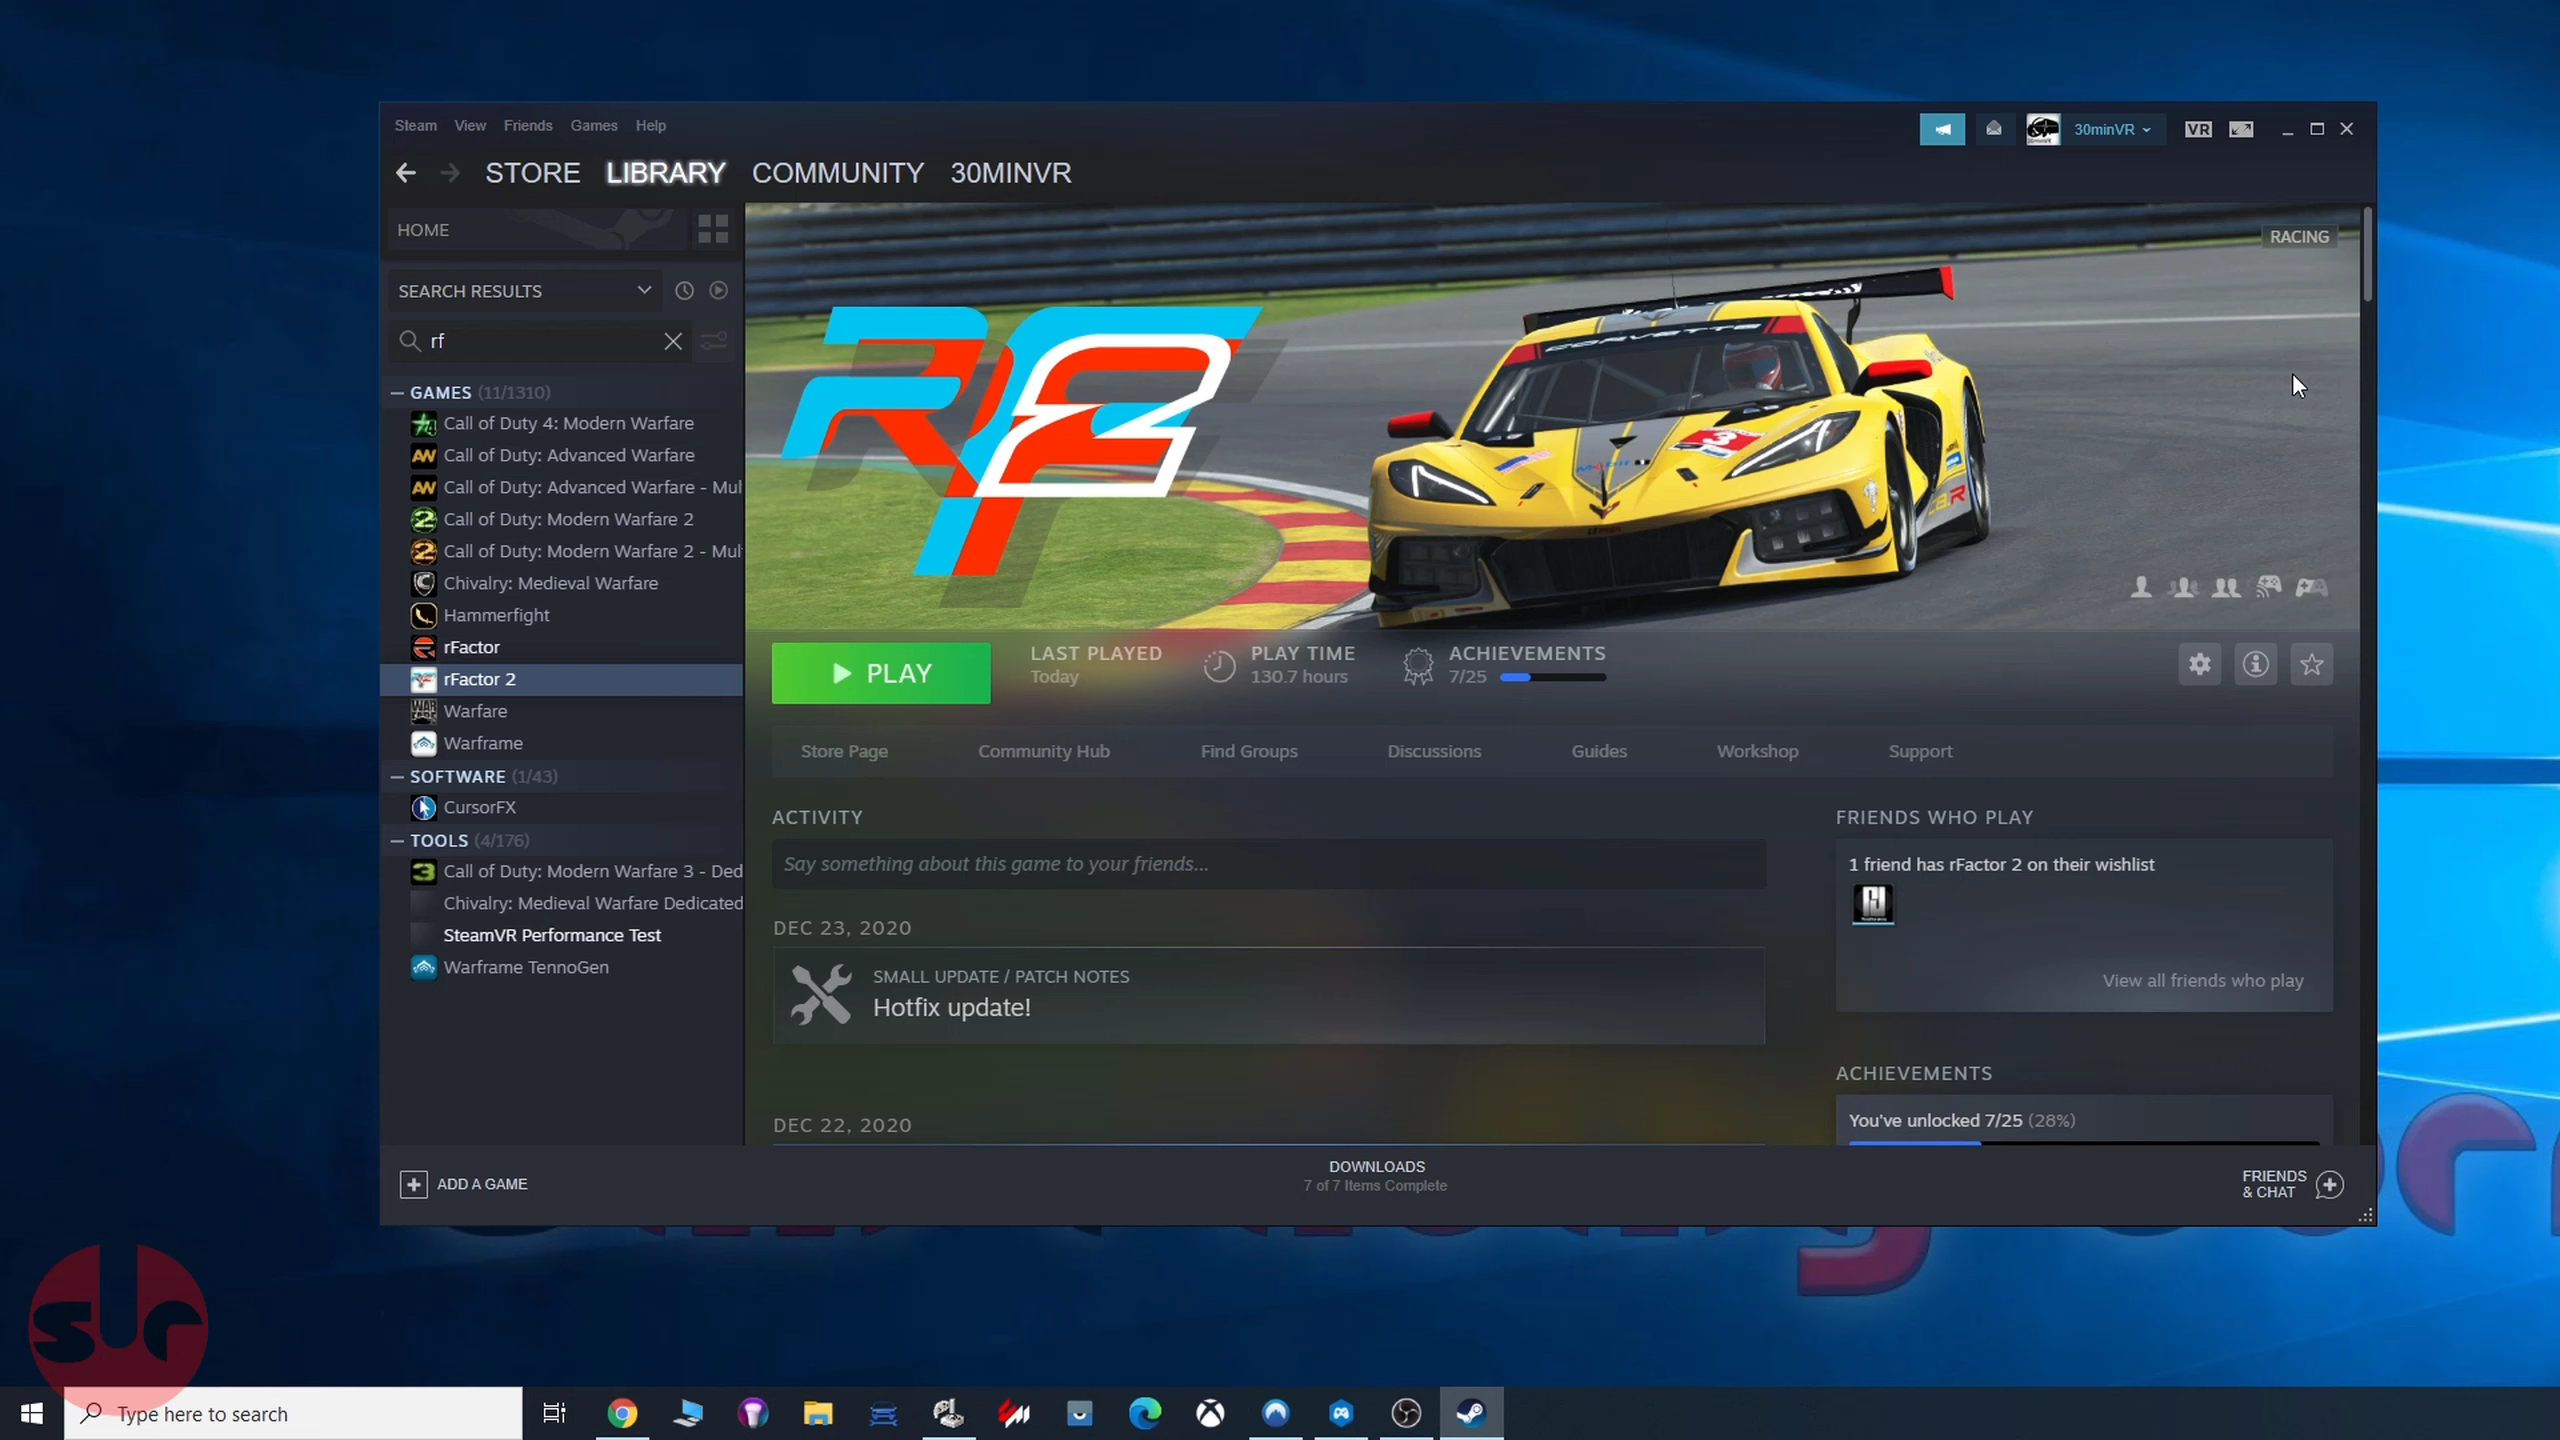 Steam View Friends Games Help
30minVR
VR
STORE LIBRARY COMMUNITY 30MINVR
HOME
SEARCH RESULTS
rf
GAMES (11/1310)
Call of Duty 4: Modern Warfare
Call of Duty: Advanced Warfare
Call of Duty: Advanced Warfare - Mul
Call of Duty: Modern Warfare 2
Call of Duty: Modern Warfare 2 - Mul
Chivalry: Medieval Warfare
Hammerfight
rFactor
rFactor 2
Warfare
Warframe
SOFTWARE (1/43)
CursorFX
TOOLS (4/176)
Call of Duty: Modern Warfare 3 - Ded
Chivalry: Medieval Warfare Dedicated
SteamVR Performance Test
Warframe TennoGen
RACING
rF2
CORVETTE
3
PLAY
LAST PLAYED
Today
PLAY TIME
130.7 hours
ACHIEVEMENTS
7/25
Store Page Community Hub Find Groups Discussions Guides Workshop Support
ACTIVITY
Say something about this game to your friends...
DEC 23, 2020
SMALL UPDATE / PATCH NOTES
Hotfix update!
DEC 22, 2020
FRIENDS WHO PLAY
1 friend has rFactor 2 on their wishlist
View all friends who play
ACHIEVEMENTS
You've unlocked 7/25 (28%)
ADD A GAME
DOWNLOADS
7 of 7 Items Complete
FRIENDS
& CHAT
sur
Type here to search